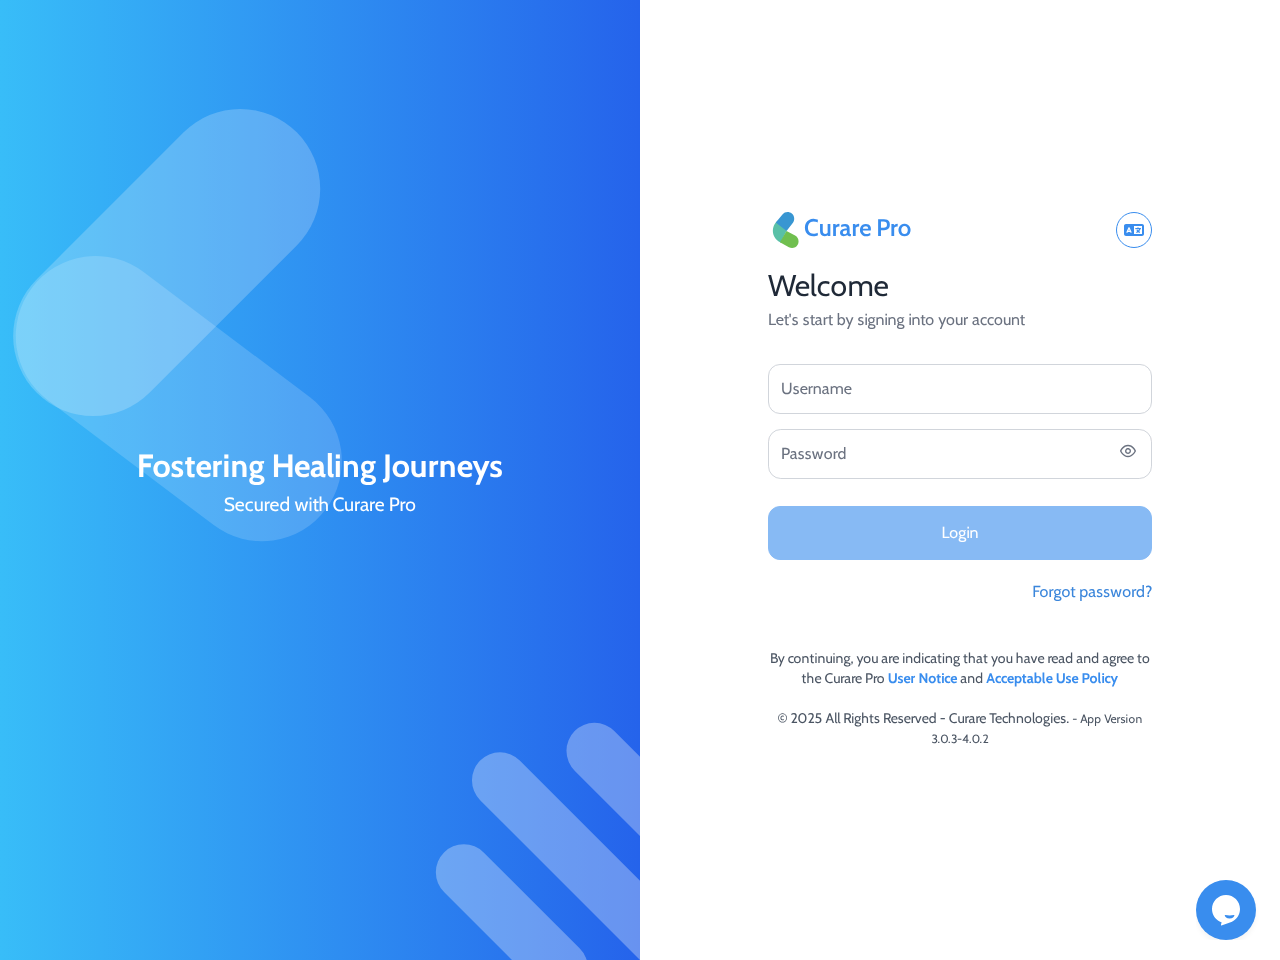 Fostering Healing Journeys
Secured with Curare Pro
Curare Pro
Welcome
Let's start by signing into your account
Username
Password
Login
Forgot password?
By continuing, you are indicating that you have read and agree to
the Curare Pro User Notice and Acceptable Use Policy
© 2025 All Rights Reserved - Curare Technologies. - App Version
3.0.3-4.0.2